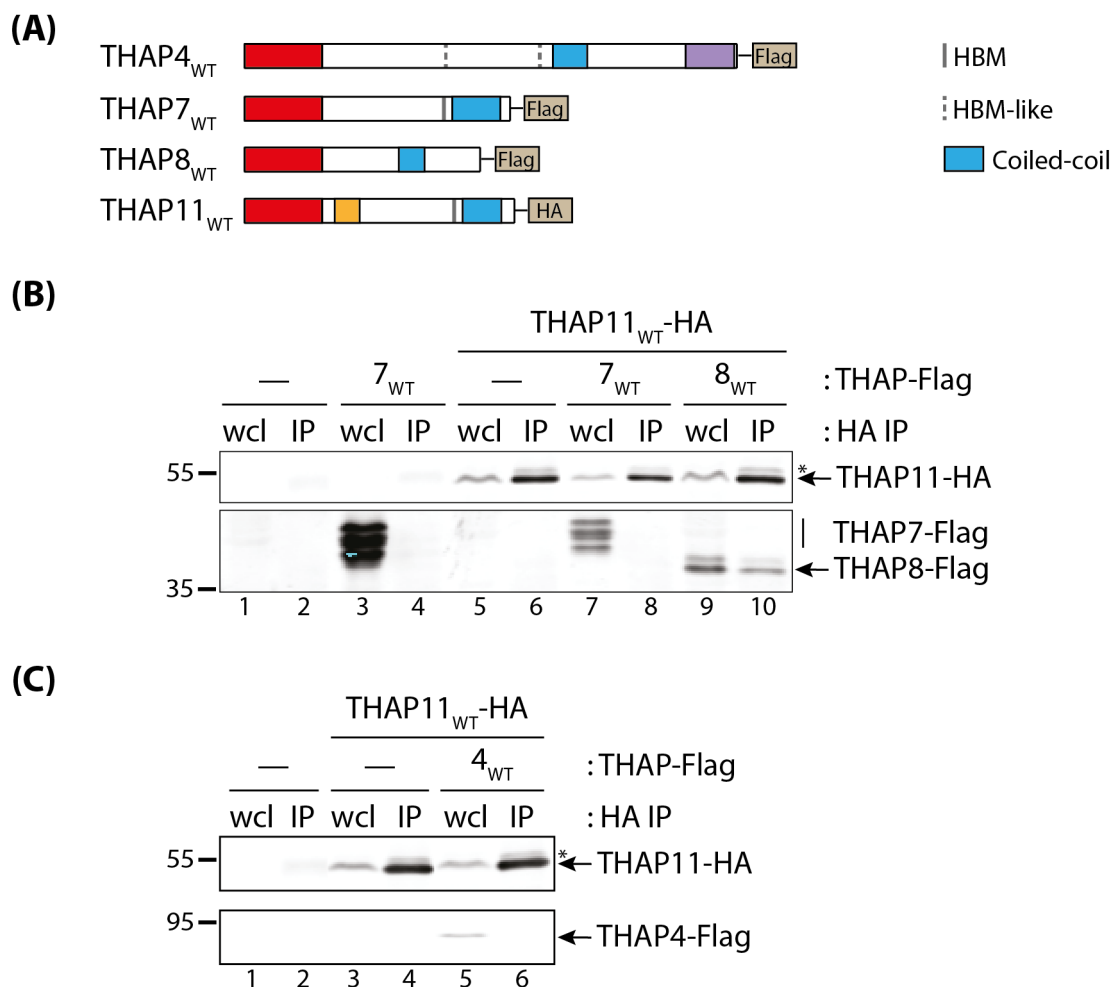 (A)
THAP4WT Flag HBM
THAP7WT Flag HBM-like
THAP8WT Flag Coiled-coil
THAP11WT HA
(B)
THAP11WT-HA
— 7WT — 7WT 8WT : THAP-Flag
wcl IP wcl IP wcl IP wcl IP wcl IP : HA IP
55 * THAP11-HA
THAP7-Flag
THAP8-Flag
35
1 2 3 4 5 6 7 8 9 10
(C)
THAP11WT-HA
— — 4WT : THAP-Flag
wcl IP wcl IP wcl IP : HA IP
55 * THAP11-HA
95 THAP4-Flag
1 2 3 4 5 6